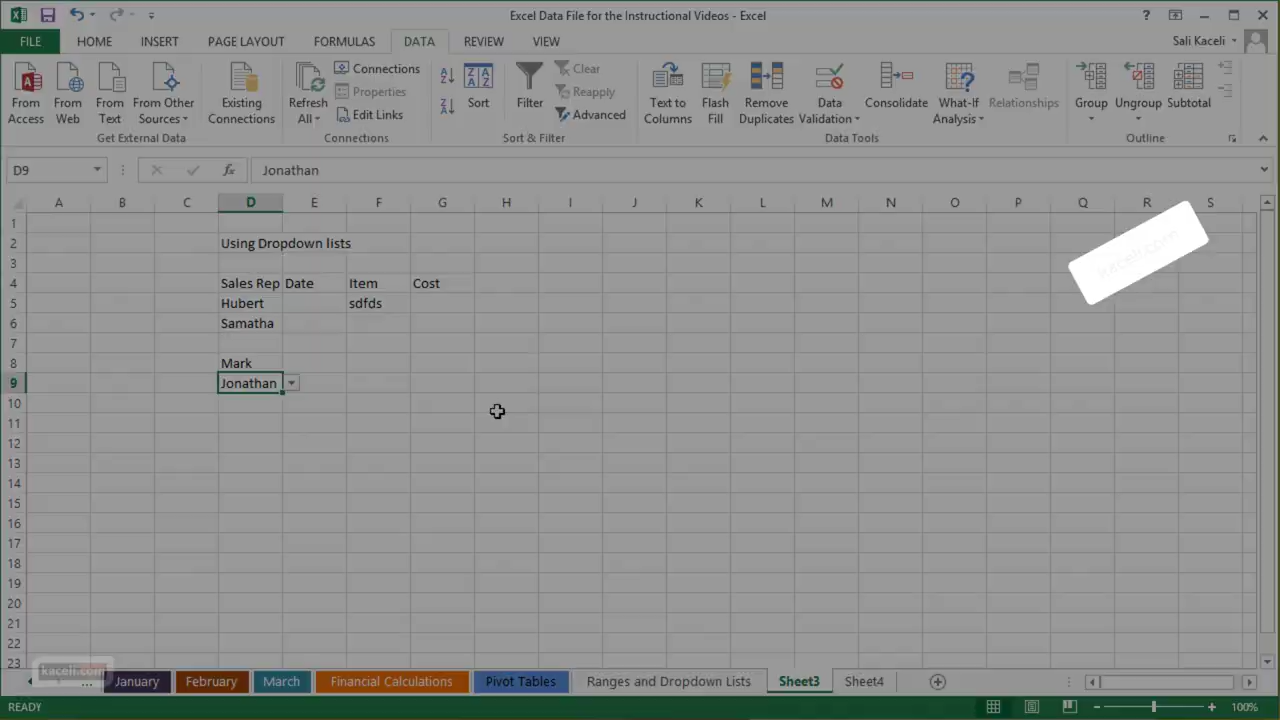 Excel Data File for the Instructional Videos - Excel
?
FILE HOME INSERT PAGE LAYOUT FORMULAS DATA REVIEW VIEW
Sali Kaceli
From Access
From Web
From Text
From Other Sources
Existing Connections
Get External Data
Refresh All
Connections
Properties
Edit Links
Connections
Sort
Filter
Clear
Reapply
Advanced
Sort & Filter
Text to Columns
Flash Fill
Remove Duplicates
Data Validation
Consolidate
What-If Analysis
Relationships
Data Tools
Group
Ungroup
Subtotal
Outline
D9
fx
Jonathan
A B C D E F G H I J K L M N O P Q R S
1
2 Using Dropdown lists
3
4 Sales Rep Date Item Cost
5 Hubert sdfds
6 Samatha
7
8 Mark
9 Jonathan
10
11
12
13
14
15
16
17
18
19
20
21
22
23
kaceli.com
kaceli.com
... January February March Financial Calculations Pivot Tables Ranges and Dropdown Lists Sheet3 Sheet4
READY
100%